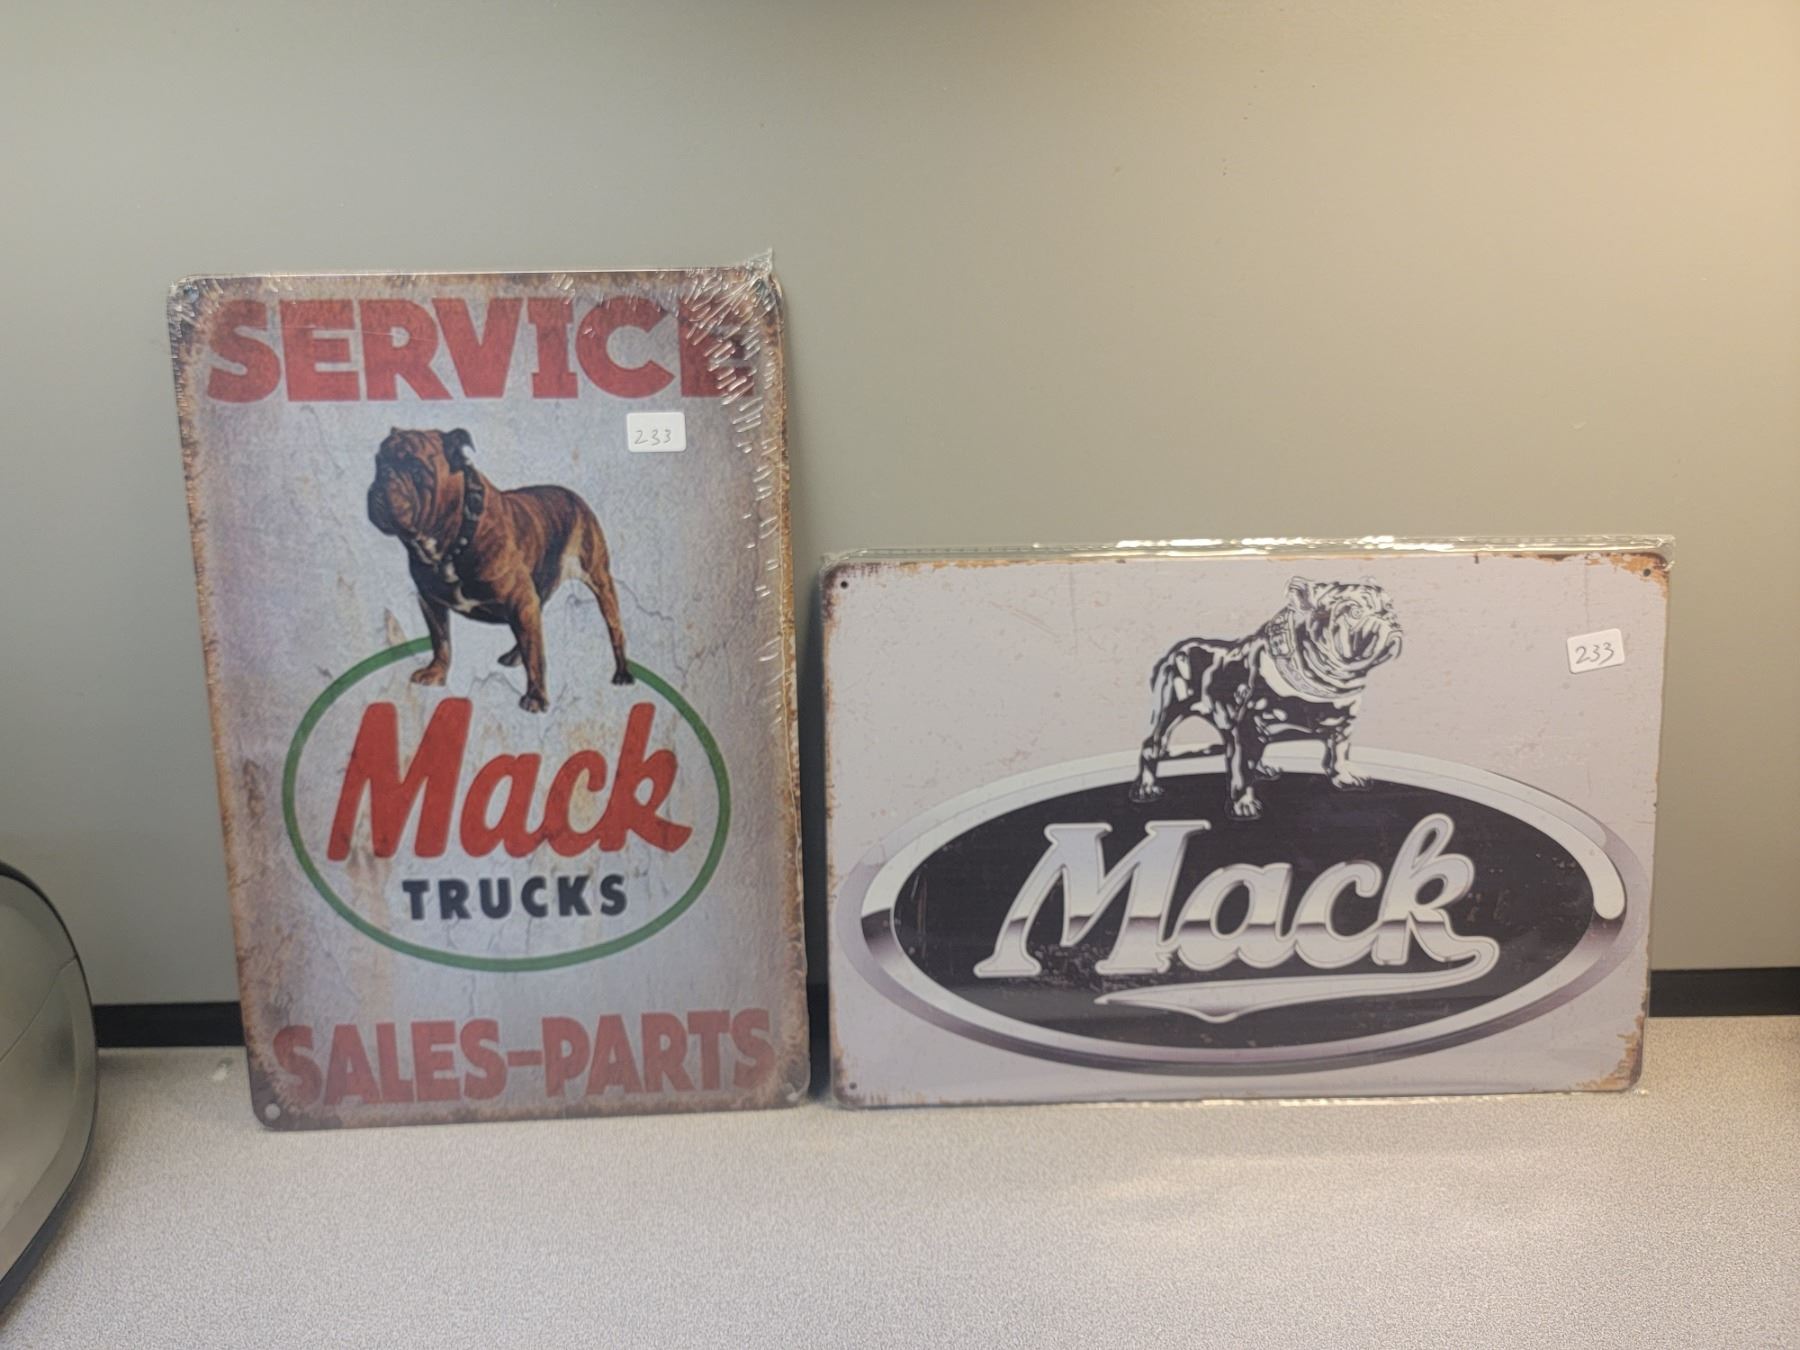 SERVICE
233
Mack
TRUCKS
SALES-PARTS
233
Mack